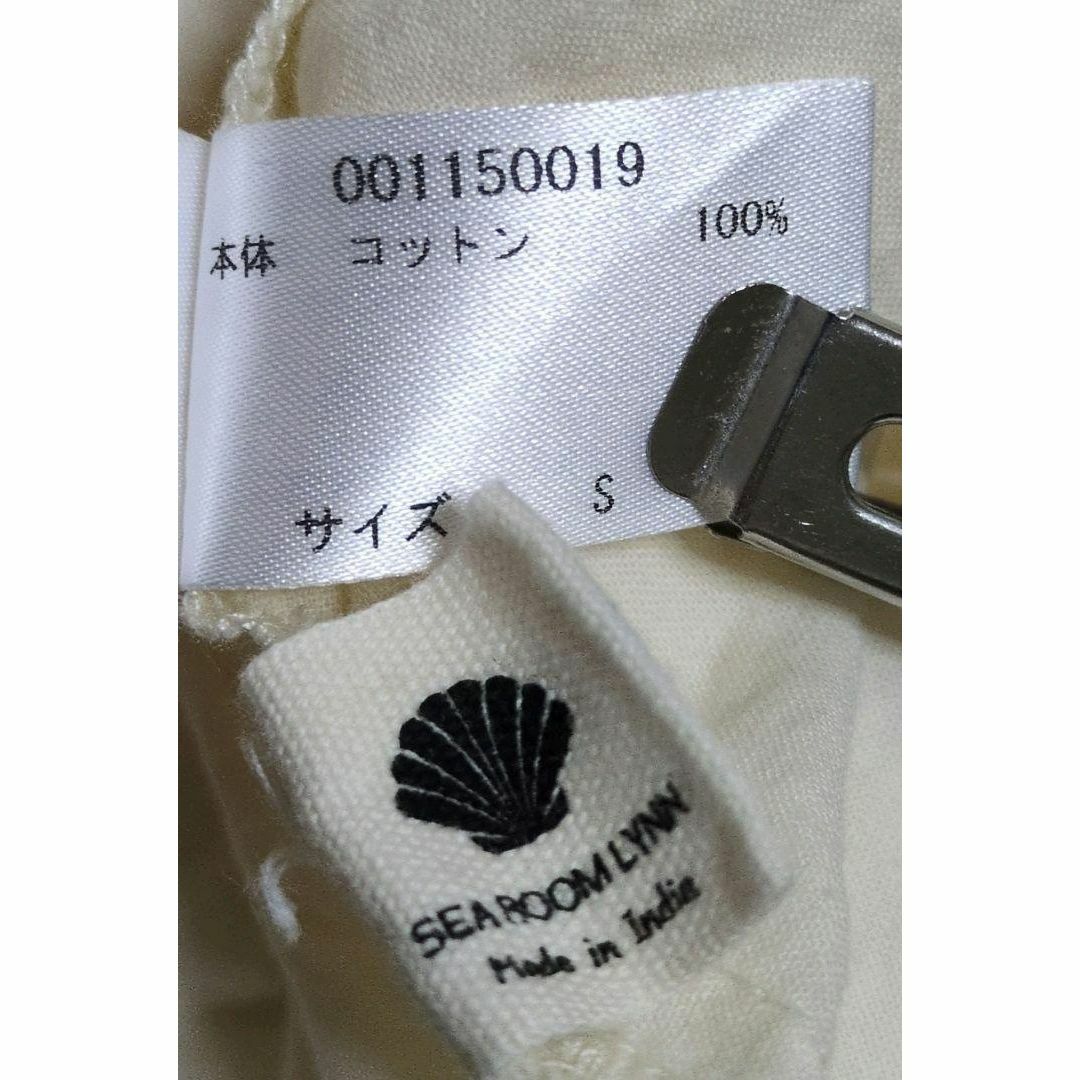 001150019
本体 コットン 100%
サイズ S
SEAROOMLYNN
Made in India